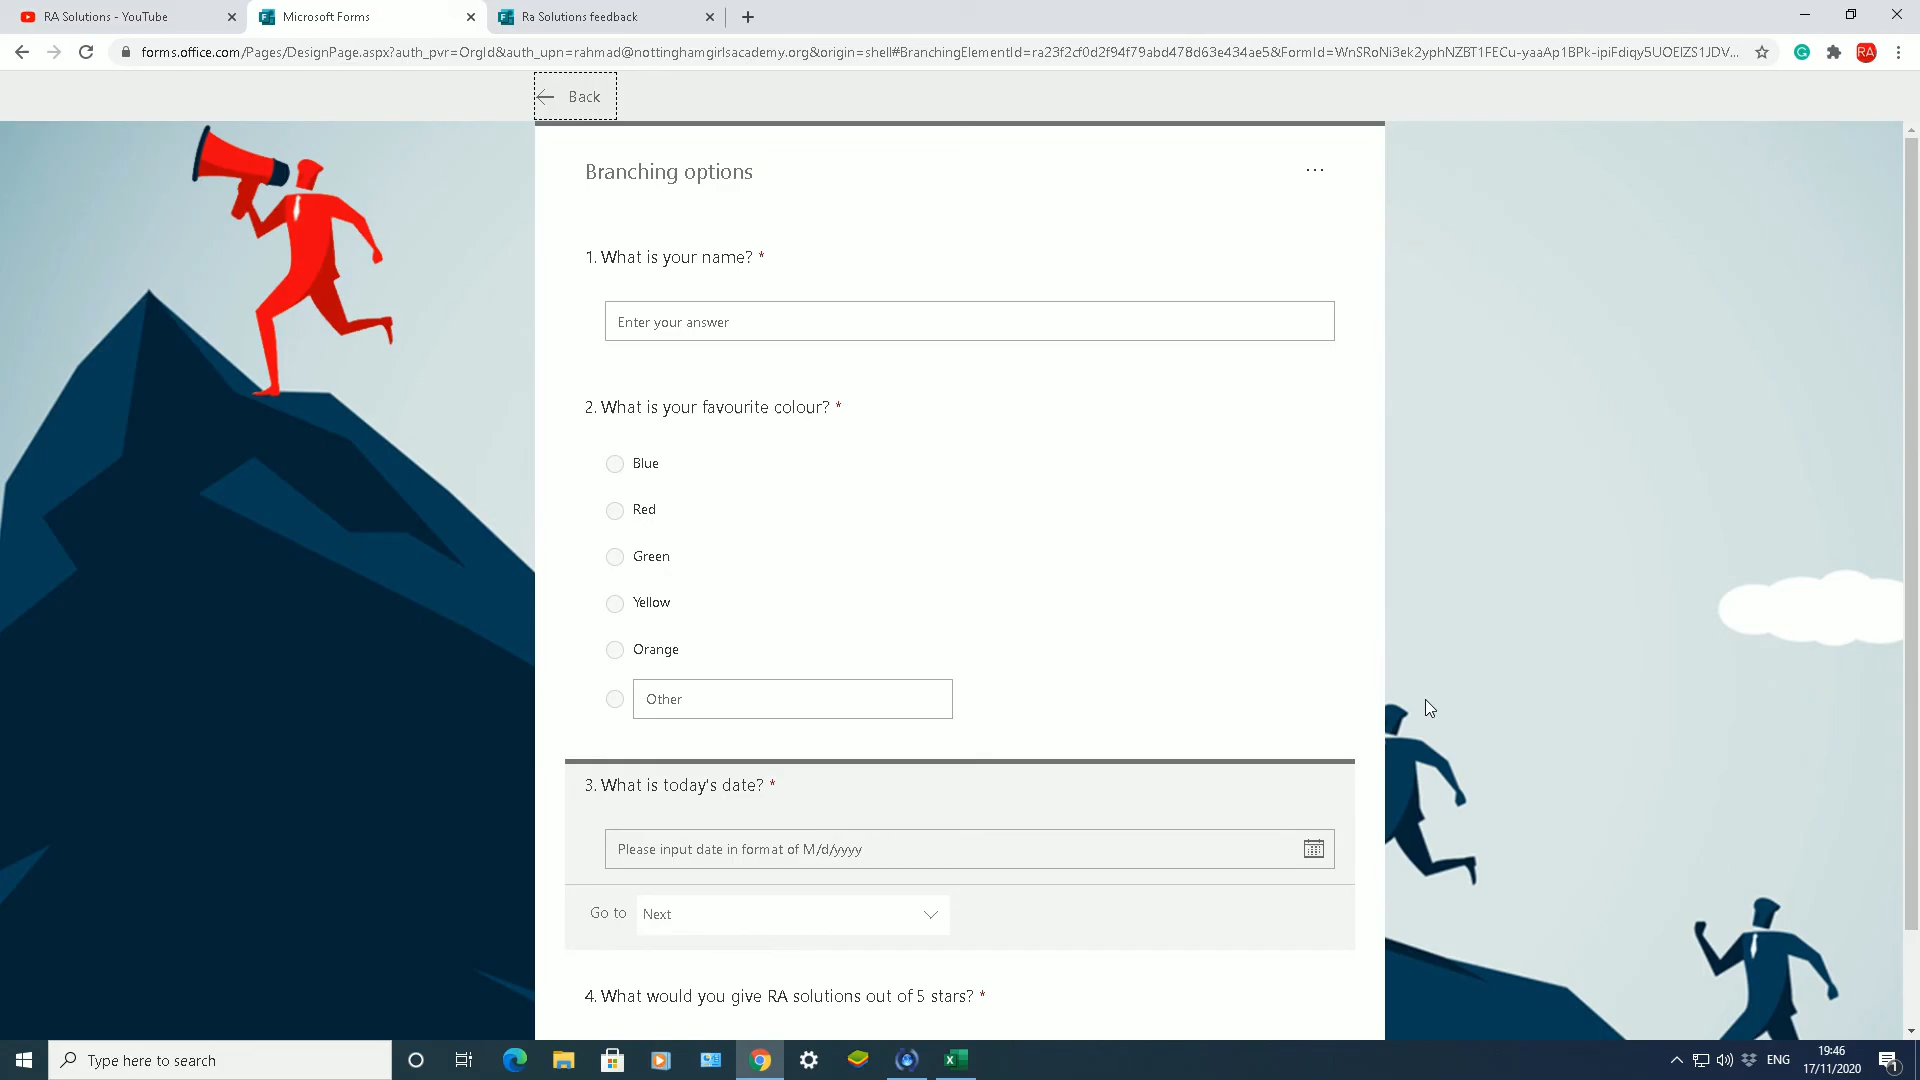 RA Solutions - YouTube
Microsoft Forms
Ra Solutions feedback
forms.office.com/Pages/DesignPage.aspx?auth_pvr=OrgId&auth_upn=rahmad@nottinghamgirlsacademy.org&origin=shell#BranchingElementId=ra23f2cf0d2f94f79abd478d63e434ae5&FormId=WnSRoNi3ek2yphNZBT1FECu-yaaAp1BPk-ipiFdiqy5UOEIZS1JDV...
RA
Back
Branching options
1. What is your name? *
Enter your answer
2. What is your favourite colour? *
Blue
Red
Green
Yellow
Orange
Other
3. What is today's date? *
Please input date in format of M/d/yyyy
Go to Next
4. What would you give RA solutions out of 5 stars? *
Type here to search
ENG
19:46
17/11/2020
1